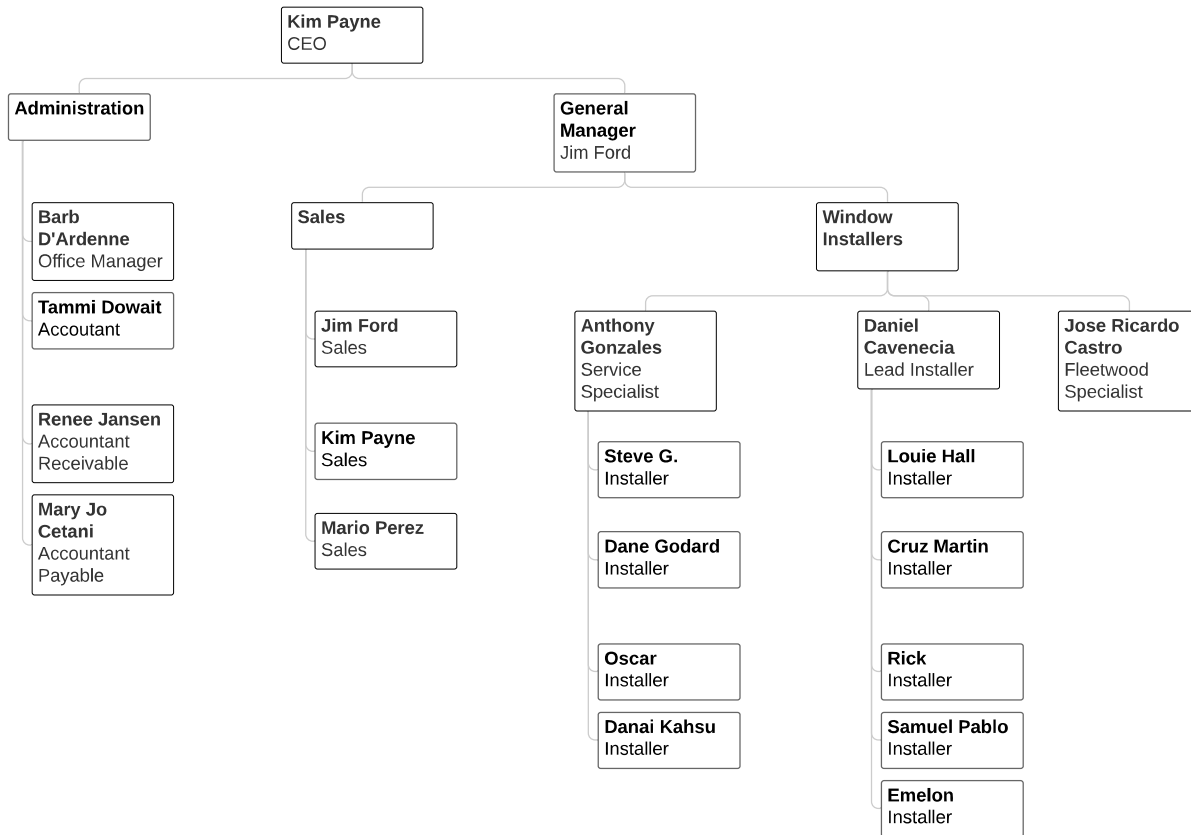 Kim Payne
CEO
Administration
General
Manager
Jim Ford
Barb
D'Ardenne
Office Manager
Tammi Dowait
Accoutant
Renee Jansen
Accountant
Receivable
Mary Jo
Cetani
Accountant
Payable
Sales
Jim Ford
Sales
Kim Payne
Sales
Mario Perez
Sales
Window
Installers
Anthony
Gonzales
Service
Specialist
Steve G.
Installer
Dane Godard
Installer
Oscar
Installer
Danai Kahsu
Installer
Daniel
Cavenecia
Lead Installer
Louie Hall
Installer
Cruz Martin
Installer
Rick
Installer
Samuel Pablo
Installer
Emelon
Installer
Jose Ricardo
Castro
Fleetwood
Specialist